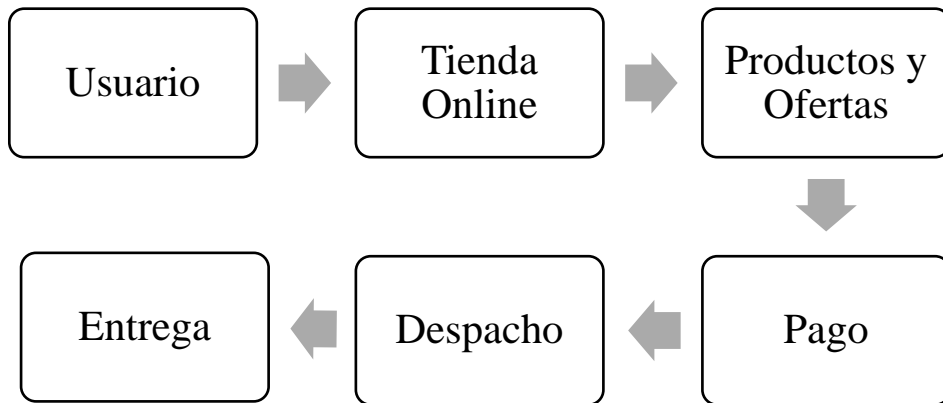 Usuario
Tienda
Online
Productos y
Ofertas
Pago
Despacho
Entrega